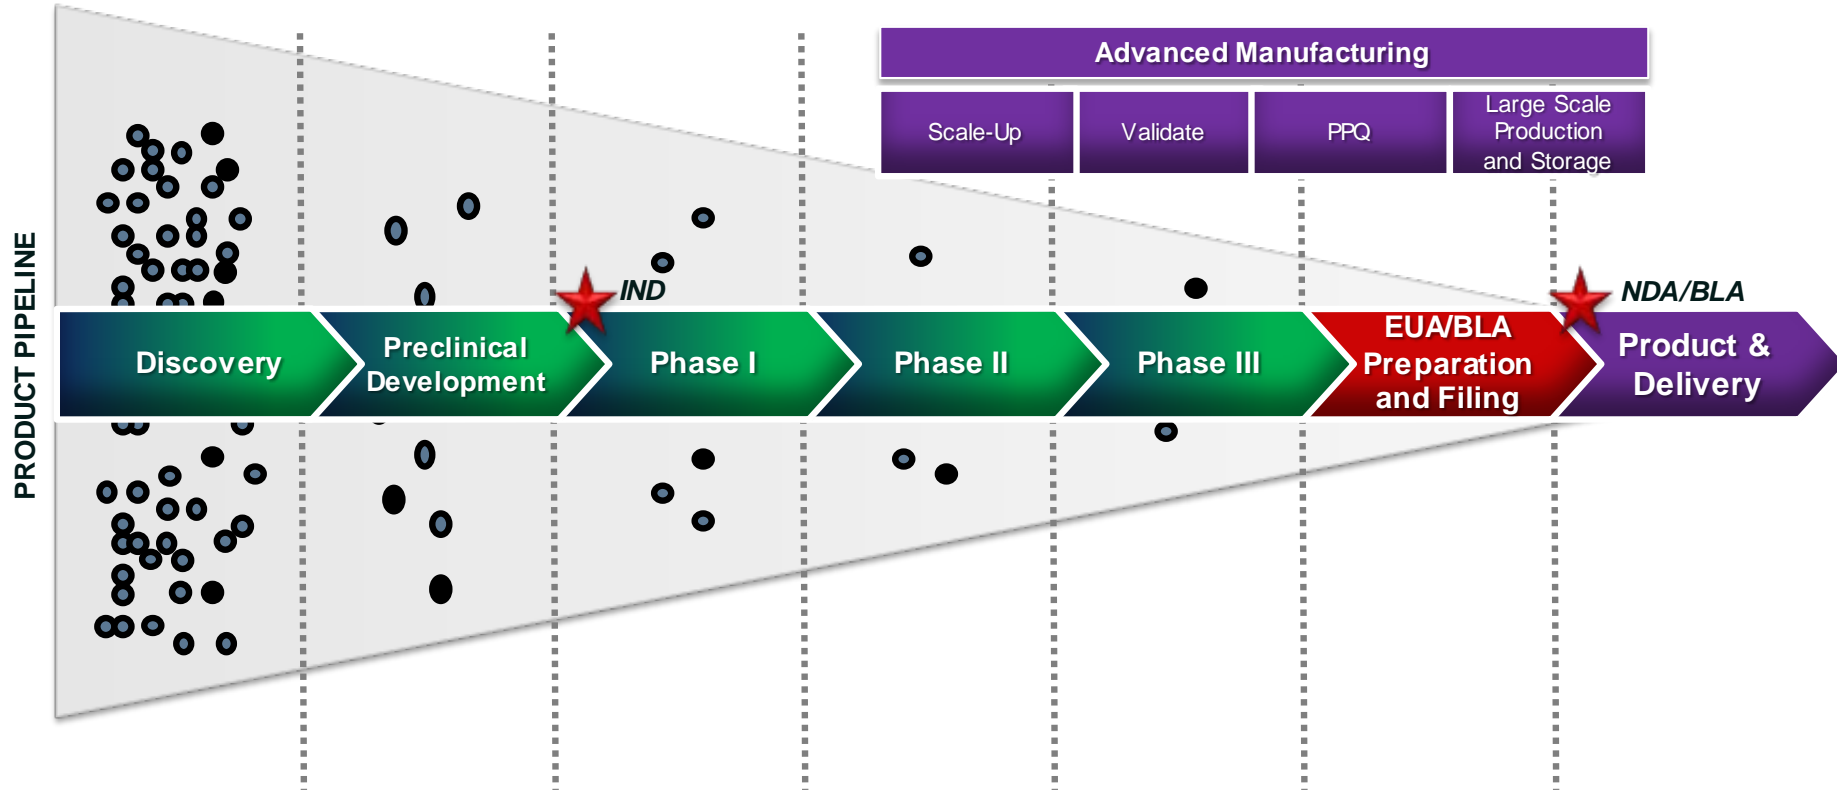 Advanced Manufacturing
Scale-Up
Validate
PPQ
Large Scale
Production
and Storage
PRODUCT PIPELINE
IND
NDA/BLA
Discovery
Preclinical
Development
Phase I
Phase II
Phase III
EUA/BLA
Preparation
and Filing
Product &
Delivery